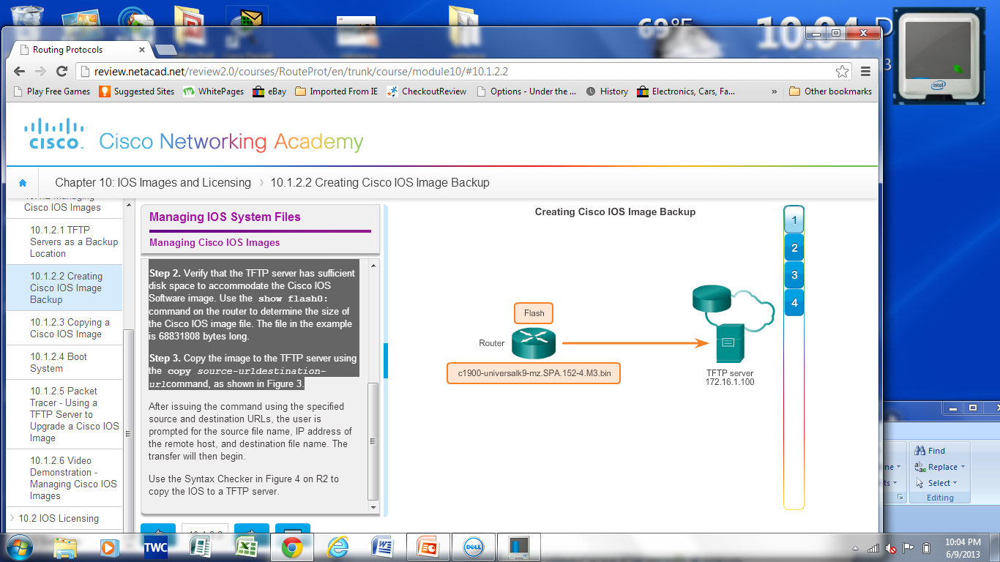 69°F
10:04
Routing Protocols
review.netacad.net/review2.0/courses/RouteProt/en/trunk/course/module10/#10.1.2.2
Play Free Games
Suggested Sites
WhitePages
eBay
Imported From IE
CheckoutReview
Options - Under the ...
History
Electronics, Cars, Fa...
»
Other bookmarks
intel
CISCO.
Cisco Networking Academy
Chapter 10: IOS Images and Licensing
10.1.2.2 Creating Cisco IOS Image Backup
Cisco IOS Images
10.1.2.1 TFTP
Servers as a Backup
Location
10.1.2.2 Creating
Cisco IOS Image
Backup
10.1.2.3 Copying a
Cisco IOS Image
10.1.2.4 Boot
System
10.1.2.5 Packet
Tracer - Using a
TFTP Server to
Upgrade a Cisco IOS
Image
10.1.2.6 Video
Demonstration -
Managing Cisco IOS
Images
10.2 IOS Licensing
Managing IOS System Files
Managing Cisco IOS Images
Step 2. Verify that the TFTP server has sufficient
disk space to accommodate the Cisco IOS
Software image. Use the show flash0:
command on the router to determine the size of
the Cisco IOS image file. The file in the example
is 68831808 bytes long.
Step 3. Copy the image to the TFTP server using
the copy source-urldestination-
urlcommand, as shown in Figure 3.
After issuing the command using the specified
source and destination URLs, the user is
prompted for the source file name, IP address of
the remote host, and destination file name. The
transfer will then begin.
Use the Syntax Checker in Figure 4 on R2 to
copy the IOS to a TFTP server.
Creating Cisco IOS Image Backup
Flash
Router
c1900-universalk9-mz.SPA.152-4.M3.bin
TFTP server
172.16.1.100
1
2
3
4
Find
Replace
Select
Editing
TWC
DELL
10:04 PM
6/9/2013